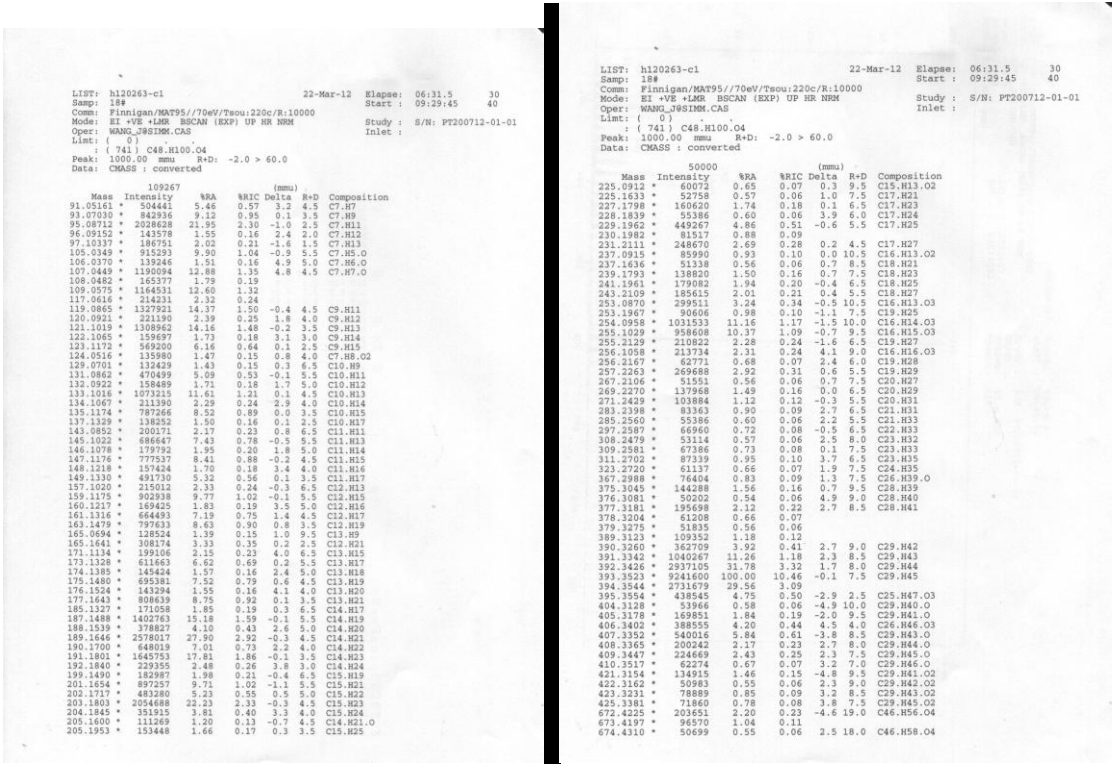 LIST: h120263-c1 22-Mar-12 Elapse: 06:31.5 30
Samp: 18# Start : 09:29:45 40
Comm: Finnigan/MAT95//70eV/Tsou:220c/R:10000
Mode: EI +VE +LMR BSCAN (EXP) UP HR NRM Study : S/N: PT200712-01-01
Oper: WANG_J@SIMM.CAS Inlet :
Limt: ( 0) . .
: ( 741) C48.H100.O4
Peak: 1000.00 mmu R+D: -2.0 > 60.0
Data: CMASS : converted
109267 (mmu)
Mass Intensity %RA %RIC Delta R+D Composition
91.05161 * 504441 5.46 0.57 3.2 4.5 C7.H7
93.07030 * 842936 9.12 0.95 0.1 3.5 C7.H9
95.08712 * 2028628 21.95 2.30 -1.0 2.5 C7.H11
96.09152 * 143578 1.55 0.16 2.4 2.0 C7.H12
97.10337 * 186751 2.02 0.21 -1.6 1.5 C7.H13
105.0349 * 915293 9.90 1.04 -0.9 5.5 C7.H5.O
106.0370 * 139246 1.51 0.16 4.9 5.0 C7.H6.O
107.0449 * 1190094 12.88 1.35 4.8 4.5 C7.H7.O
108.0482 * 165377 1.79 0.19
109.0575 * 1164531 12.60 1.32
117.0616 * 214231 2.32 0.24
119.0865 * 1327921 14.37 1.50 -0.4 4.5 C9.H11
120.0921 * 221190 2.39 0.25 1.8 4.0 C9.H12
121.1019 * 1308962 14.16 1.48 -0.2 3.5 C9.H13
122.1065 * 159697 1.73 0.18 3.1 3.0 C9.H14
123.1172 * 569200 6.16 0.64 0.1 2.5 C9.H15
124.0516 * 135980 1.47 0.15 0.8 4.0 C7.H8.O2
129.0701 * 132429 1.43 0.15 0.3 6.5 C10.H9
131.0862 * 470499 5.09 0.53 -0.1 5.5 C10.H11
132.0922 * 158489 1.71 0.18 1.7 5.0 C10.H12
133.1016 * 1073215 11.61 1.21 0.1 4.5 C10.H13
134.1067 * 211390 2.29 0.24 2.9 4.0 C10.H14
135.1174 * 787266 8.52 0.89 0.0 3.5 C10.H15
137.1329 * 138252 1.50 0.16 0.1 2.5 C10.H17
143.0852 * 200171 2.17 0.23 0.8 6.5 C11.H11
145.1022 * 686647 7.43 0.78 -0.5 5.5 C11.H13
146.1078 * 179792 1.95 0.20 1.8 5.0 C11.H14
147.1176 * 777537 8.41 0.88 -0.2 4.5 C11.H15
148.1218 * 157424 1.70 0.18 3.4 4.0 C11.H16
149.1330 * 491730 5.32 0.56 0.1 3.5 C11.H17
157.1020 * 215012 2.33 0.24 -0.3 6.5 C12.H13
159.1175 * 902938 9.77 1.02 -0.1 5.5 C12.H15
160.1217 * 169425 1.83 0.19 3.5 5.0 C12.H16
161.1316 * 664493 7.19 0.75 1.4 4.5 C12.H17
163.1479 * 797633 8.63 0.90 0.8 3.5 C12.H19
165.0694 * 128524 1.39 0.15 1.0 9.5 C13.H9
165.1641 * 308174 3.33 0.35 0.2 2.5 C12.H21
171.1134 * 199106 2.15 0.23 4.0 6.5 C13.H15
173.1328 * 611663 6.62 0.69 0.2 5.5 C13.H17
174.1385 * 145424 1.57 0.16 2.4 5.0 C13.H18
175.1480 * 695381 7.52 0.79 0.6 4.5 C13.H19
176.1524 * 143294 1.55 0.16 4.1 4.0 C13.H20
177.1643 * 808639 8.75 0.92 0.1 3.5 C13.H21
185.1327 * 171058 1.85 0.19 0.3 6.5 C14.H17
187.1488 * 1402763 15.18 1.59 -0.1 5.5 C14.H19
188.1539 * 378827 4.10 0.43 2.6 5.0 C14.H20
189.1646 * 2578017 27.90 2.92 -0.3 4.5 C14.H21
190.1700 * 648019 7.01 0.73 2.2 4.0 C14.H22
191.1801 * 1645753 17.81 1.86 -0.1 3.5 C14.H23
192.1840 * 229355 2.48 0.26 3.8 3.0 C14.H24
199.1490 * 182987 1.98 0.21 -0.4 6.5 C15.H19
201.1654 * 897257 9.71 1.02 -1.1 5.5 C15.H21
202.1717 * 483280 5.23 0.55 0.5 5.0 C15.H22
203.1803 * 2054688 22.23 2.33 -0.3 4.5 C15.H23
204.1845 * 351915 3.81 0.40 3.3 4.0 C15.H24
205.1600 * 111269 1.20 0.13 -0.7 4.5 C14.H21.O
205.1953 * 153448 1.66 0.17 0.3 3.5 C15.H25
LIST: h120263-c1 22-Mar-12 Elapse: 06:31.5 30
Samp: 18# Start : 09:29:45 40
Comm: Finnigan/MAT95//70eV/Tsou:220c/R:10000
Mode: EI +VE +LMR BSCAN (EXP) UP HR NRM Study : S/N: PT200712-01-01
Oper: WANG_J@SIMM.CAS Inlet :
Limt: ( 0) . .
: ( 741) C48.H100.O4
Peak: 1000.00 mmu R+D: -2.0 > 60.0
Data: CMASS : converted
50000 (mmu)
Mass Intensity %RA %RIC Delta R+D Composition
225.0912 * 60072 0.65 0.07 0.3 9.5 C15.H13.O2
225.1633 * 52758 0.57 0.06 1.0 7.5 C17.H21
227.1798 * 160620 1.74 0.18 0.1 6.5 C17.H23
228.1839 * 55386 0.60 0.06 3.9 6.0 C17.H24
229.1962 * 449267 4.86 0.51 -0.6 5.5 C17.H25
230.1982 * 81517 0.88 0.09
231.2111 * 248670 2.69 0.28 0.2 4.5 C17.H27
237.0915 * 85990 0.93 0.10 0.0 10.5 C16.H13.O2
237.1636 * 51338 0.56 0.06 0.7 8.5 C18.H21
239.1793 * 138820 1.50 0.16 0.7 7.5 C18.H23
241.1961 * 179082 1.94 0.20 -0.4 6.5 C18.H25
243.2109 * 185615 2.01 0.21 0.4 5.5 C18.H27
253.0870 * 299511 3.24 0.34 -0.5 10.5 C16.H13.O3
253.1967 * 90606 0.98 0.10 -1.1 7.5 C19.H25
254.0958 * 1031533 11.16 1.17 -1.5 10.0 C16.H14.O3
255.1029 * 958608 10.37 1.09 -0.7 9.5 C16.H15.O3
255.2129 * 210822 2.28 0.24 -1.6 6.5 C19.H27
256.1058 * 213734 2.31 0.24 4.1 9.0 C16.H16.O3
256.2167 * 62771 0.68 0.07 2.4 6.0 C19.H28
257.2263 * 269688 2.92 0.31 0.6 5.5 C19.H29
267.2106 * 51551 0.56 0.06 0.7 7.5 C20.H27
269.2270 * 137968 1.49 0.16 0.0 6.5 C20.H29
271.2429 * 103884 1.12 0.12 -0.3 5.5 C20.H31
283.2398 * 83363 0.90 0.09 2.7 6.5 C21.H31
285.2560 * 55386 0.60 0.06 2.2 5.5 C21.H33
297.2587 * 66960 0.72 0.08 -0.5 6.5 C22.H33
308.2479 * 53114 0.57 0.06 2.5 8.0 C23.H32
309.2581 * 67386 0.73 0.08 0.1 7.5 C23.H33
311.2702 * 87339 0.95 0.10 3.7 6.5 C23.H35
323.2720 * 61137 0.66 0.07 1.9 7.5 C24.H35
367.2988 * 76404 0.83 0.09 1.3 7.5 C26.H39.O
375.3045 * 144288 1.56 0.16 0.7 9.5 C28.H39
376.3081 * 50202 0.54 0.06 4.9 9.0 C28.H40
377.3181 * 195698 2.12 0.22 2.7 8.5 C28.H41
378.3204 * 61208 0.66 0.07
379.3275 * 51835 0.56 0.06
389.3123 * 109352 1.18 0.12
390.3260 * 362709 3.92 0.41 2.7 9.0 C29.H42
391.3342 * 1040267 11.26 1.18 2.3 8.5 C29.H43
392.3426 * 2937105 31.78 3.32 1.7 8.0 C29.H44
393.3523 * 9241600 100.00 10.46 -0.1 7.5 C29.H45
394.3544 * 2731679 29.56 3.09
395.3554 * 438545 4.75 0.50 -2.9 2.5 C25.H47.O3
404.3128 * 53966 0.58 0.06 -4.9 10.0 C29.H40.O
405.3178 * 169851 1.84 0.19 -2.0 9.5 C29.H41.O
406.3402 * 388555 4.20 0.44 4.5 4.0 C26.H46.O3
407.3352 * 540016 5.84 0.61 -3.8 8.5 C29.H43.O
408.3365 * 200242 2.17 0.23 2.7 8.0 C29.H44.O
409.3447 * 224669 2.43 0.25 2.3 7.5 C29.H45.O
410.3517 * 62274 0.67 0.07 3.2 7.0 C29.H46.O
421.3154 * 134915 1.46 0.15 -4.8 9.5 C29.H41.O2
422.3162 * 50983 0.55 0.06 2.3 9.0 C29.H42.O2
423.3231 * 78889 0.85 0.09 3.2 8.5 C29.H43.O2
425.3381 * 71860 0.78 0.08 3.8 7.5 C29.H45.O2
672.4225 * 203651 2.20 0.23 -4.6 19.0 C46.H56.O4
673.4197 * 96570 1.04 0.11
674.4310 * 50699 0.55 0.06 2.5 18.0 C46.H58.O4